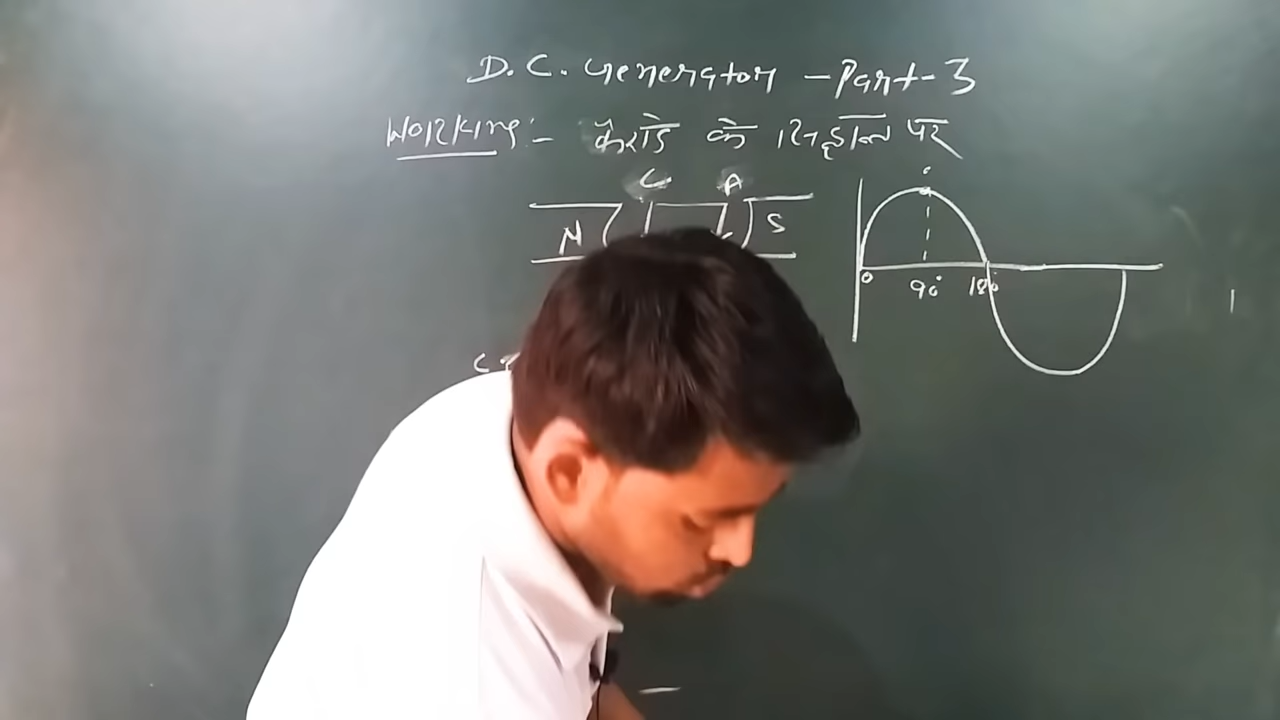 D.C. Generator - Part-3
Working:- फैराडे के सिद्धान्त पर
C A
N S
0 90° 180°